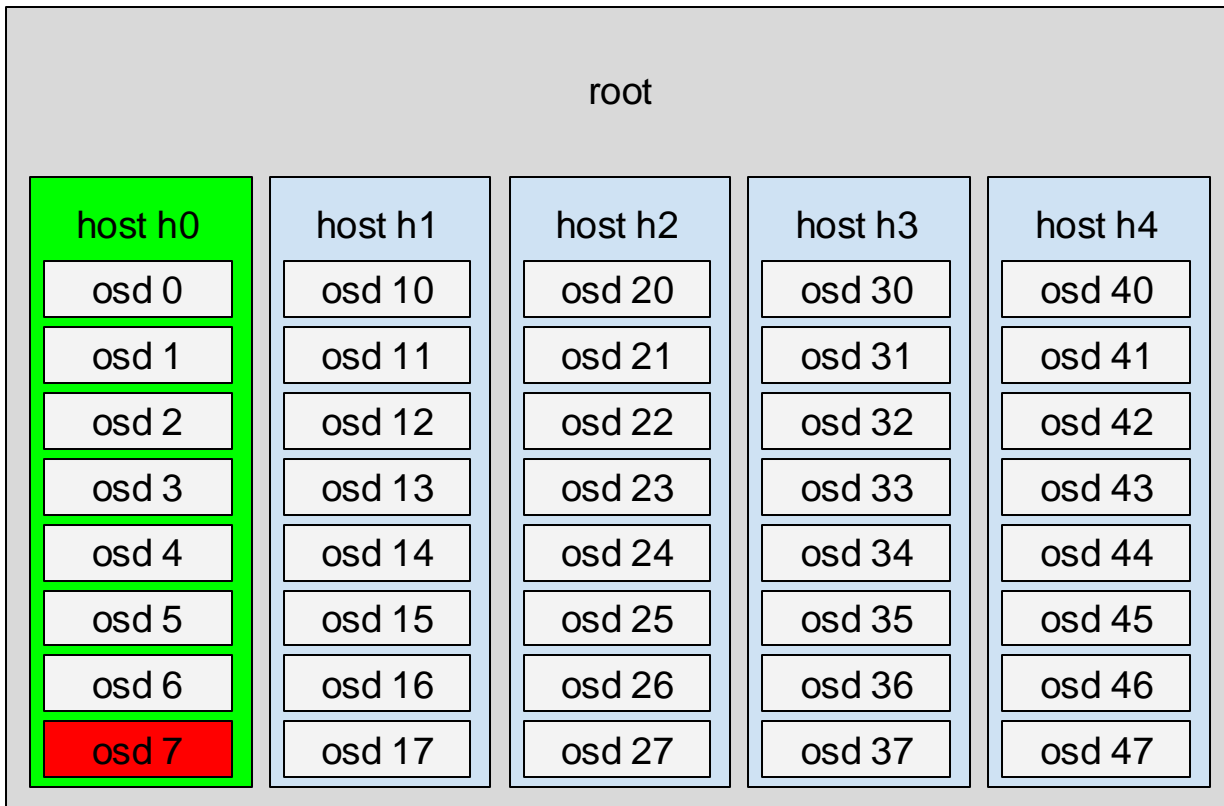 root
host h0
osd 0
osd 1
osd 2
osd 3
osd 4
osd 5
osd 6
osd 7
host h1
osd 10
osd 11
osd 12
osd 13
osd 14
osd 15
osd 16
osd 17
host h2
osd 20
osd 21
osd 22
osd 23
osd 24
osd 25
osd 26
osd 27
host h3
osd 30
osd 31
osd 32
osd 33
osd 34
osd 35
osd 36
osd 37
host h4
osd 40
osd 41
osd 42
osd 43
osd 44
osd 45
osd 46
osd 47